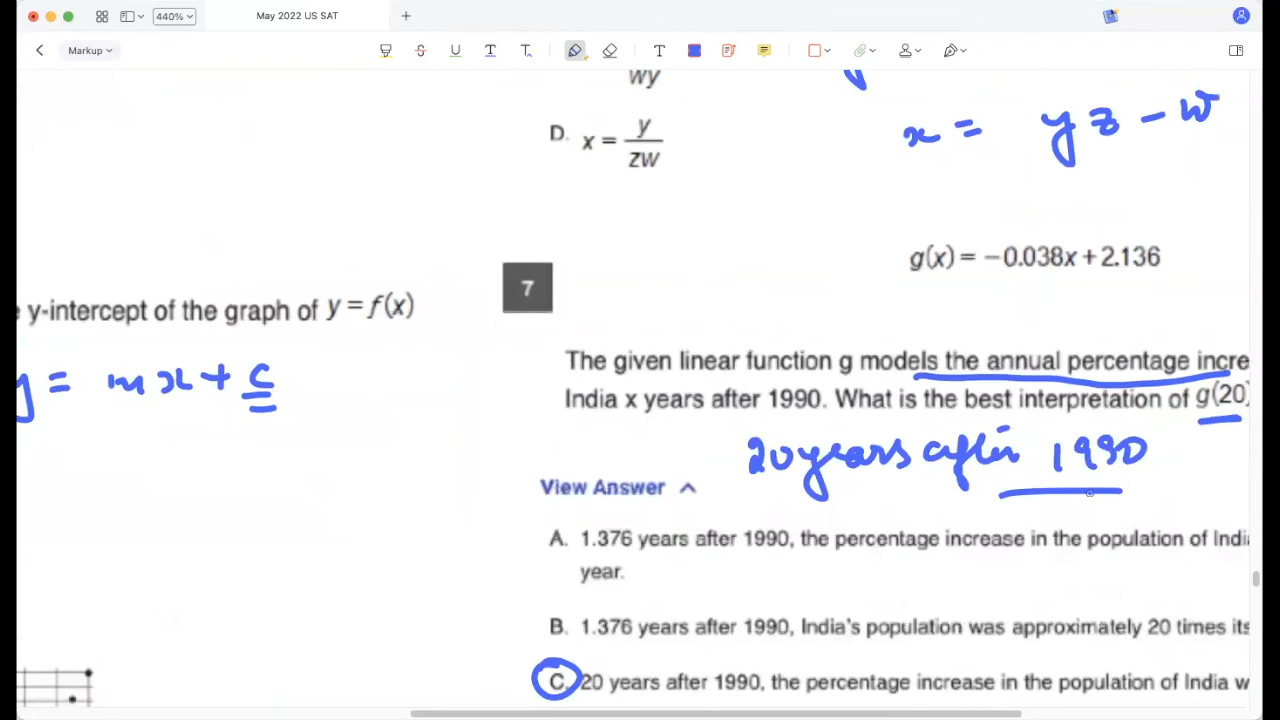 440%
May 2022 US SAT
Markup
wy
D. x = y/zw
x = yz - w
g(x) = −0.038x + 2.136
7
y-intercept of the graph of y = f(x)
y = mx + c
The given linear function g models the annual percentage incre
India x years after 1990. What is the best interpretation of g(20)
20 years after 1990
View Answer
A. 1.376 years after 1990, the percentage increase in the population of Indi
year.
B. 1.376 years after 1990, India's population was approximately 20 times its
C. 20 years after 1990, the percentage increase in the population of India w